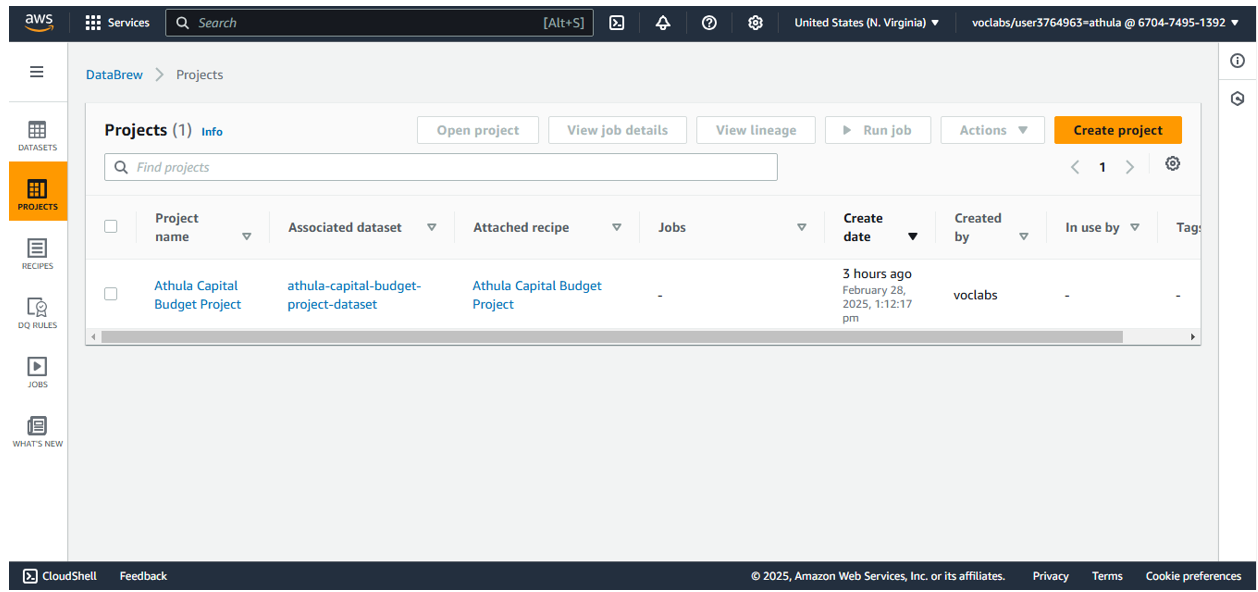 aws Services Search [Alt+S] United States (N. Virginia) voclabs/user3764963=athula @ 6704-7495-1392
DataBrew Projects
DATASETS
PROJECTS
RECIPES
DQ RULES
JOBS
WHAT'S NEW
Projects (1) Info Open project View job details View lineage Run job Actions Create project
Find projects 1
Project name Associated dataset Attached recipe Jobs Create date Created by In use by Tags
Athula Capital Budget Project athula-capital-budget-project-dataset Athula Capital Budget Project - 3 hours ago voclabs - -
February 28,
2025, 1:12:17
pm
CloudShell Feedback © 2025, Amazon Web Services, Inc. or its affiliates. Privacy Terms Cookie preferences